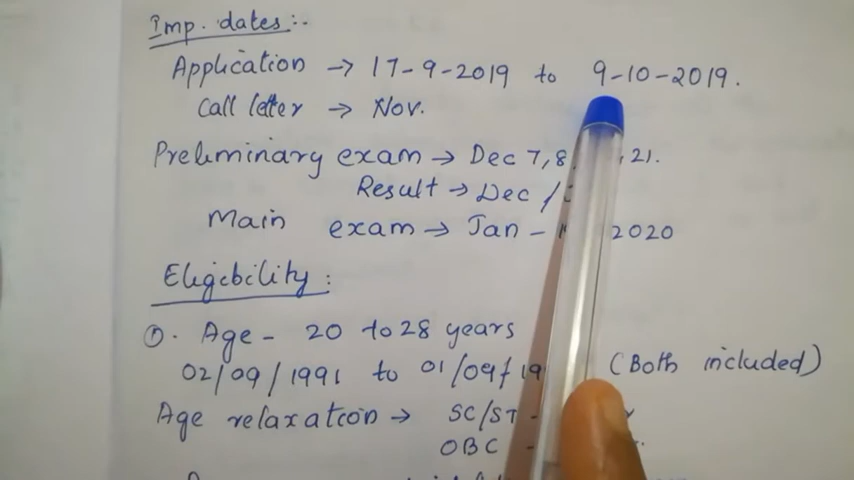 Imp. dates :-
Application → 17-9-2019 to 9-10-2019.
Call letter → Nov.
Preliminary exam → Dec 7, 8, 21.
Result → Dec /
Main exam → Jan - 2020
Eligibility :
①. Age - 20 to 28 years
02/09/1991 to 01/09/19 (Both included)
Age relaxation → SC/ST -
OBC -